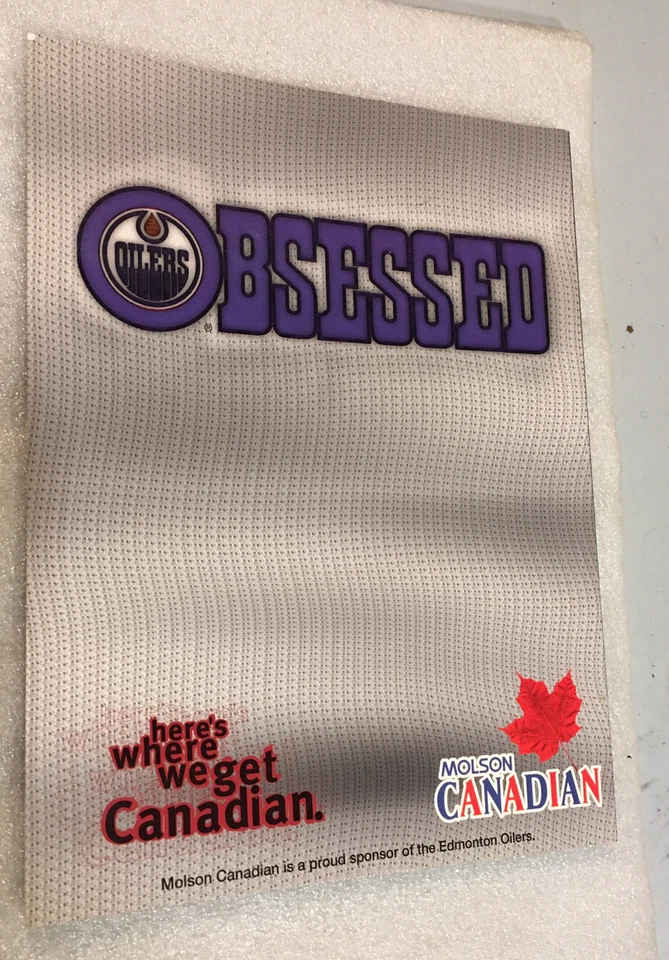 OBSESSED
OILERS
®
here's
where
we get
Canadian.
MOLSON
CANADIAN
Molson Canadian is a proud sponsor of the Edmonton Oilers.